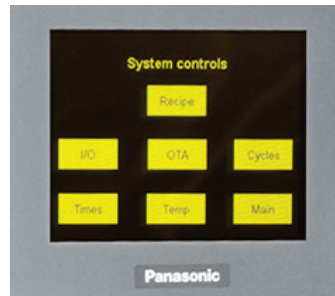 System controls
Recipe
I/O OTA Cycles
Times Temp Main
Panasonic